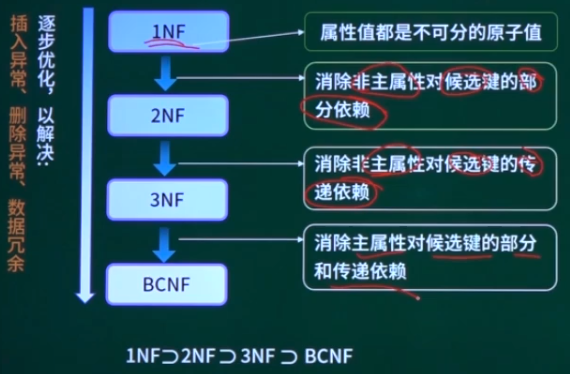 逐步优化，以解决：
插入异常、删除异常、数据冗余
1NF
属性值都是不可分的原子值
消除非主属性对候选键的部
分依赖
2NF
消除非主属性对候选键的传
递依赖
3NF
消除主属性对候选键的部分
和传递依赖
BCNF
1NF⊃2NF⊃3NF⊃BCNF